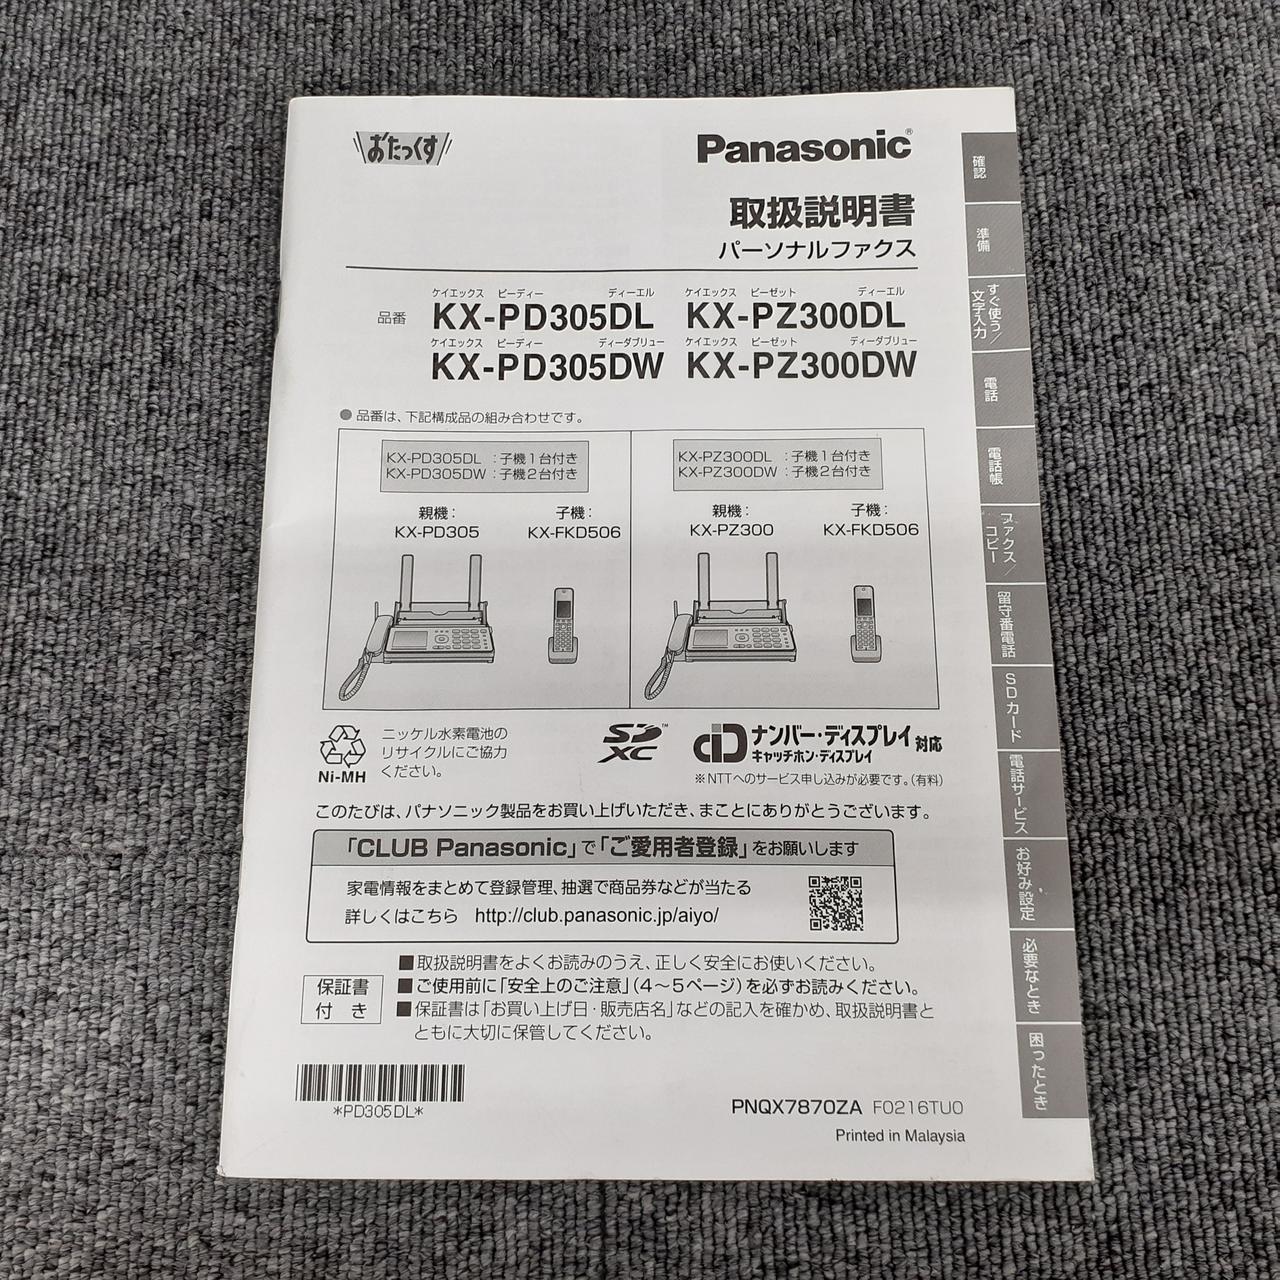 おたっくす
Panasonic®
取扱説明書
パーソナルファクス
ケイエックス ピーディー ディーエル ケイエックス ピーゼット ディーエル
品番 KX-PD305DL KX-PZ300DL
ケイエックス ピーディー ディーダブリュー ケイエックス ピーゼット ディーダブリュー
KX-PD305DW KX-PZ300DW
● 品番は、下記構成品の組み合わせです。
KX-PD305DL ：子機1台付き
KX-PD305DW：子機2台付き
親機： 子機：
KX-PD305 KX-FKD506
KX-PZ300DL ：子機1台付き
KX-PZ300DW：子機2台付き
親機： 子機：
KX-PZ300 KX-FKD506
Ni-MH
ニッケル水素電池の
リサイクルにご協力
ください。
SD XC™
ナンバー・ディスプレイ
キャッチホン・ディスプレイ
対応
※NTTへのサービス申し込みが必要です。（有料）
このたびは、パナソニック製品をお買い上げいただき、まことにありがとうございます。
「CLUB Panasonic」で「ご愛用者登録」をお願いします
家電情報をまとめて登録管理、抽選で商品券などが当たる
詳しくはこちら http://club.panasonic.jp/aiyo/
保証書
付き
■取扱説明書をよくお読みのうえ、正しく安全にお使いください。
■ご使用前に「安全上のご注意」（4～5ページ）を必ずお読みください。
■保証書は「お買い上げ日・販売店名」などの記入を確かめ、取扱説明書と
ともに大切に保管してください。
*PD305DL*
PNQX7870ZA F0216TU0
Printed in Malaysia
確認
準備
すぐ使う／
文字入力
電話
電話帳
ファクス／
コピー
留守番電話
SDカード
電話サービス
お好み設定
必要なとき
困ったとき